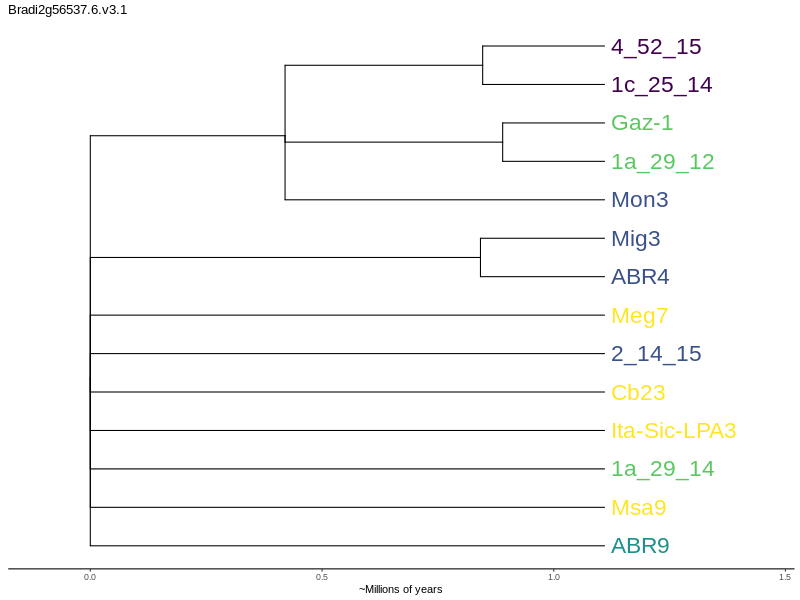 Bradi2g56537.6.v3.1
4_52_15
1c_25_14
Gaz-1
1a_29_12
Mon3
Mig3
ABR4
Meg7
2_14_15
Cb23
Ita-Sic-LPA3
1a_29_14
Msa9
ABR9
0.0 0.5 1.0 1.5
~Millions of years